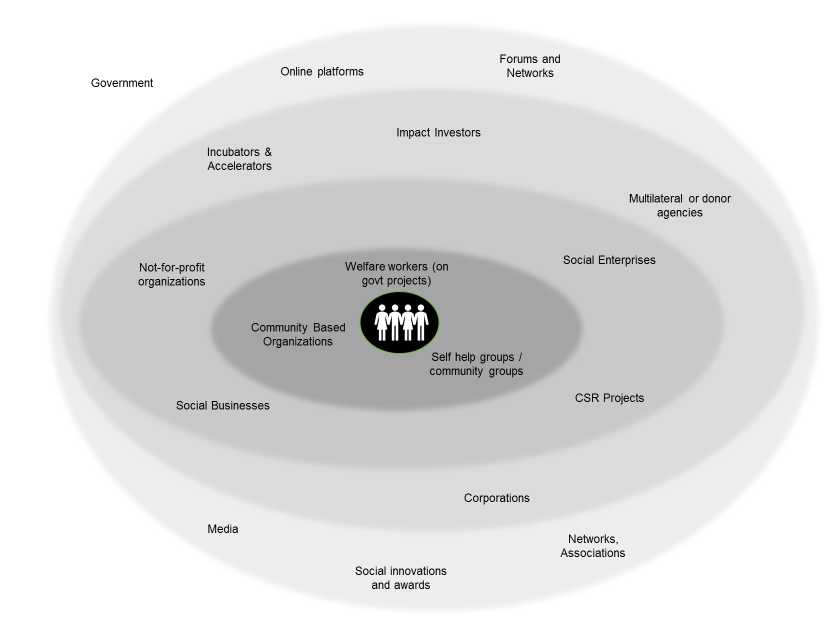 Forums and
Networks
Online platforms
Government
Impact Investors
Incubators &
Accelerators
Multilateral or donor
agencies
Social Enterprises
Not-for-profit
organizations
Welfare workers (on
govt projects)
Community Based
Organizations
Self help groups /
community groups
Social Businesses
CSR Projects
Corporations
Media
Networks,
Associations
Social innovations
and awards